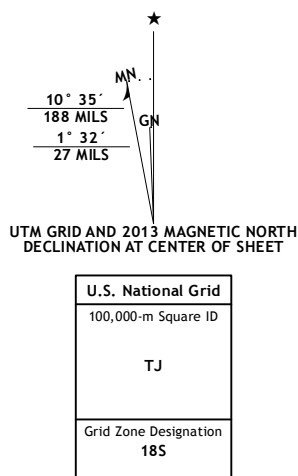 ★
MN
10° 35´
188 MILS
GN
1° 32´
27 MILS
UTM GRID AND 2013 MAGNETIC NORTH
DECLINATION AT CENTER OF SHEET
U.S. National Grid
100,000-m Square ID
TJ
Grid Zone Designation
18S